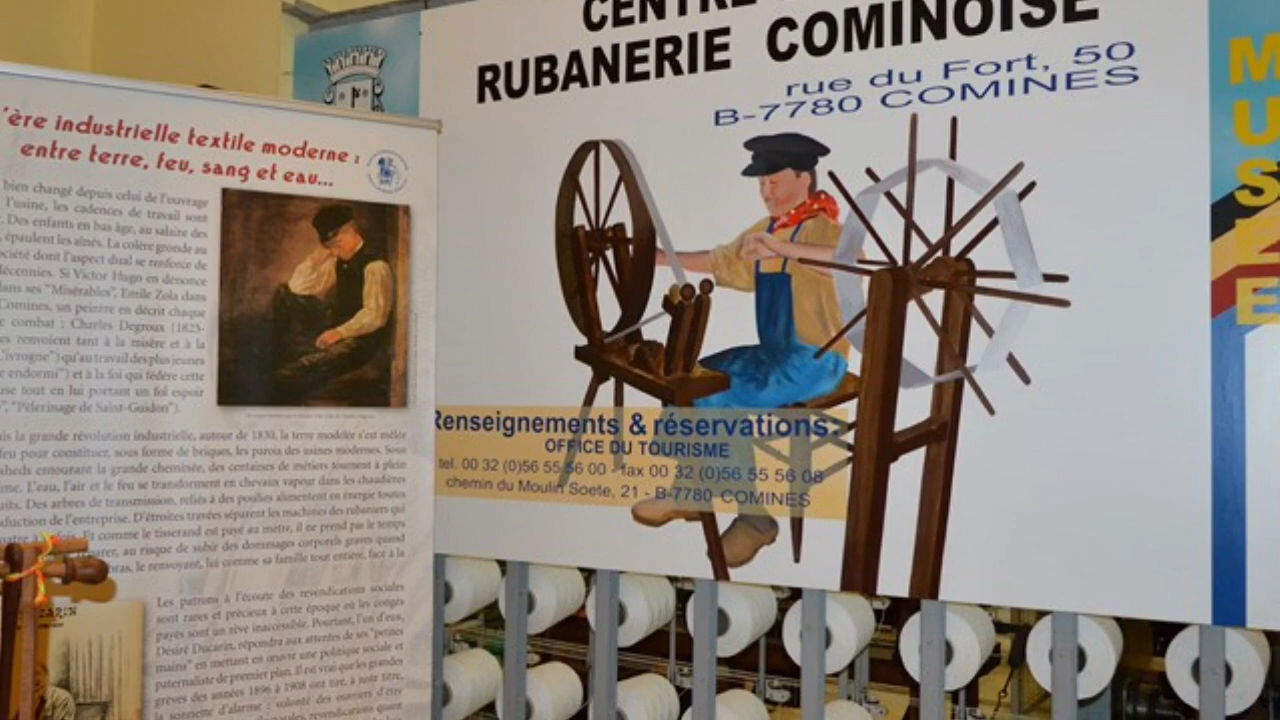 CENTRE
RUBANERIE COMINOISE
rue du Fort, 50
B-7780 COMINES
MUSÉE
Renseignements & réservations:
OFFICE DU TOURISME
tel. 00 32 (0)56 55 56 00 - fax 00 32 (0)56 55 56 08
chemin du Moulin Soete, 21 - B-7780 COMINES
'ère industrielle textile moderne :
entre terre, feu, sang et eau...
bien changé depuis celui de l'ouvrage
l'usine, les cadences de travail sont
. Des enfants en bas âge, au salaire des
, épaulent les aînés. La colère gronde au
ociété dont l'aspect dual se renforce de
décennies. Si Victor Hugo en dénonce
dans ses "Misérables", Emile Zola dans
Comines, un peintre en décrit chaque
e combat : Charles Degroux (1825-
es renvoient tant à la misère et à la
'ivrogne") qu'au travail des plus jeunes
e endormi") et à la foi qui fédère cette
use tout en lui portant un fol espoir
", "Pèlerinage de Saint-Guidon").
is la grande révolution industrielle, autour de 1830, la terre modelée s'est mêlée
feu pour constituer, sous forme de briques, les parois des usines modernes. Sous
sheds entourant la grande cheminée, des centaines de métiers tournent à plein
ime. L'eau, l'air et le feu se transforment en chevaux vapeur dans les chaudières
its. Des arbres de transmission, reliés à des poulies alimentent en énergie toutes
duction de l'entreprise. D'étroites travées séparent les machines des rubaniers qui
Et comme le tisserand est payé au mètre, il ne prend pas le temps
parer, au risque de subir des dommages corporels graves quand
bras, le renvoyant, lui comme sa famille tout entière, face à la
Les patrons à l'écoute des revendications sociales
sont rares et précieux à cette époque où les congés
payés sont un rêve inaccessible. Pourtant, l'un d'eux,
Désiré Ducarin, répondra aux attentes de ses "petites
mains" en mettant en œuvre une politique sociale et
paternaliste de premier plan. Il est vrai que les grandes
grèves des années 1896 à 1908 ont tiré, à juste titre,
la sonnette d'alarme : volonté des ouvriers d'être
revendications quant